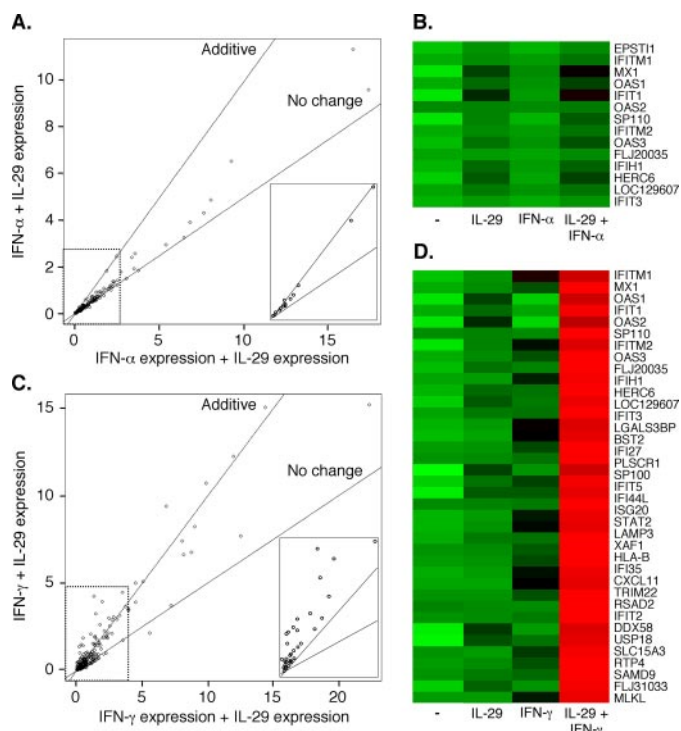 A.
Additive
No change
IFN-α + IL-29 expression
10
8
6
4
2
0
0 5 10 15
IFN-α expression + IL-29 expression
B.
EPSTI1
IFITM1
MX1
OAS1
IFIT1
OAS2
SP110
IFITM2
OAS3
FLJ20035
IFIH1
HERC6
LOC129607
IFIT3
- IL-29 IFN-α IL-29 +
IFN-α
C.
Additive
No change
IFN-γ + IL-29 expression
15
10
5
0
0 5 10 15 20
IFN-γ expression + IL-29 expression
D.
IFITM1
MX1
OAS1
IFIT1
OAS2
SP110
IFITM2
OAS3
FLJ20035
IFIH1
HERC6
LOC129607
IFIT3
LGALS3BP
BST2
IFI27
PLSCR1
SP100
IFIT5
IFI44L
ISG20
STAT2
LAMP3
XAF1
HLA-B
IFI35
CXCL11
TRIM22
RSAD2
IFIT2
DDX58
USP18
SLC15A3
RTP4
SAMD9
FLJ31033
MLKL
- IL-29 IFN-γ IL-29 +
IFN-γ